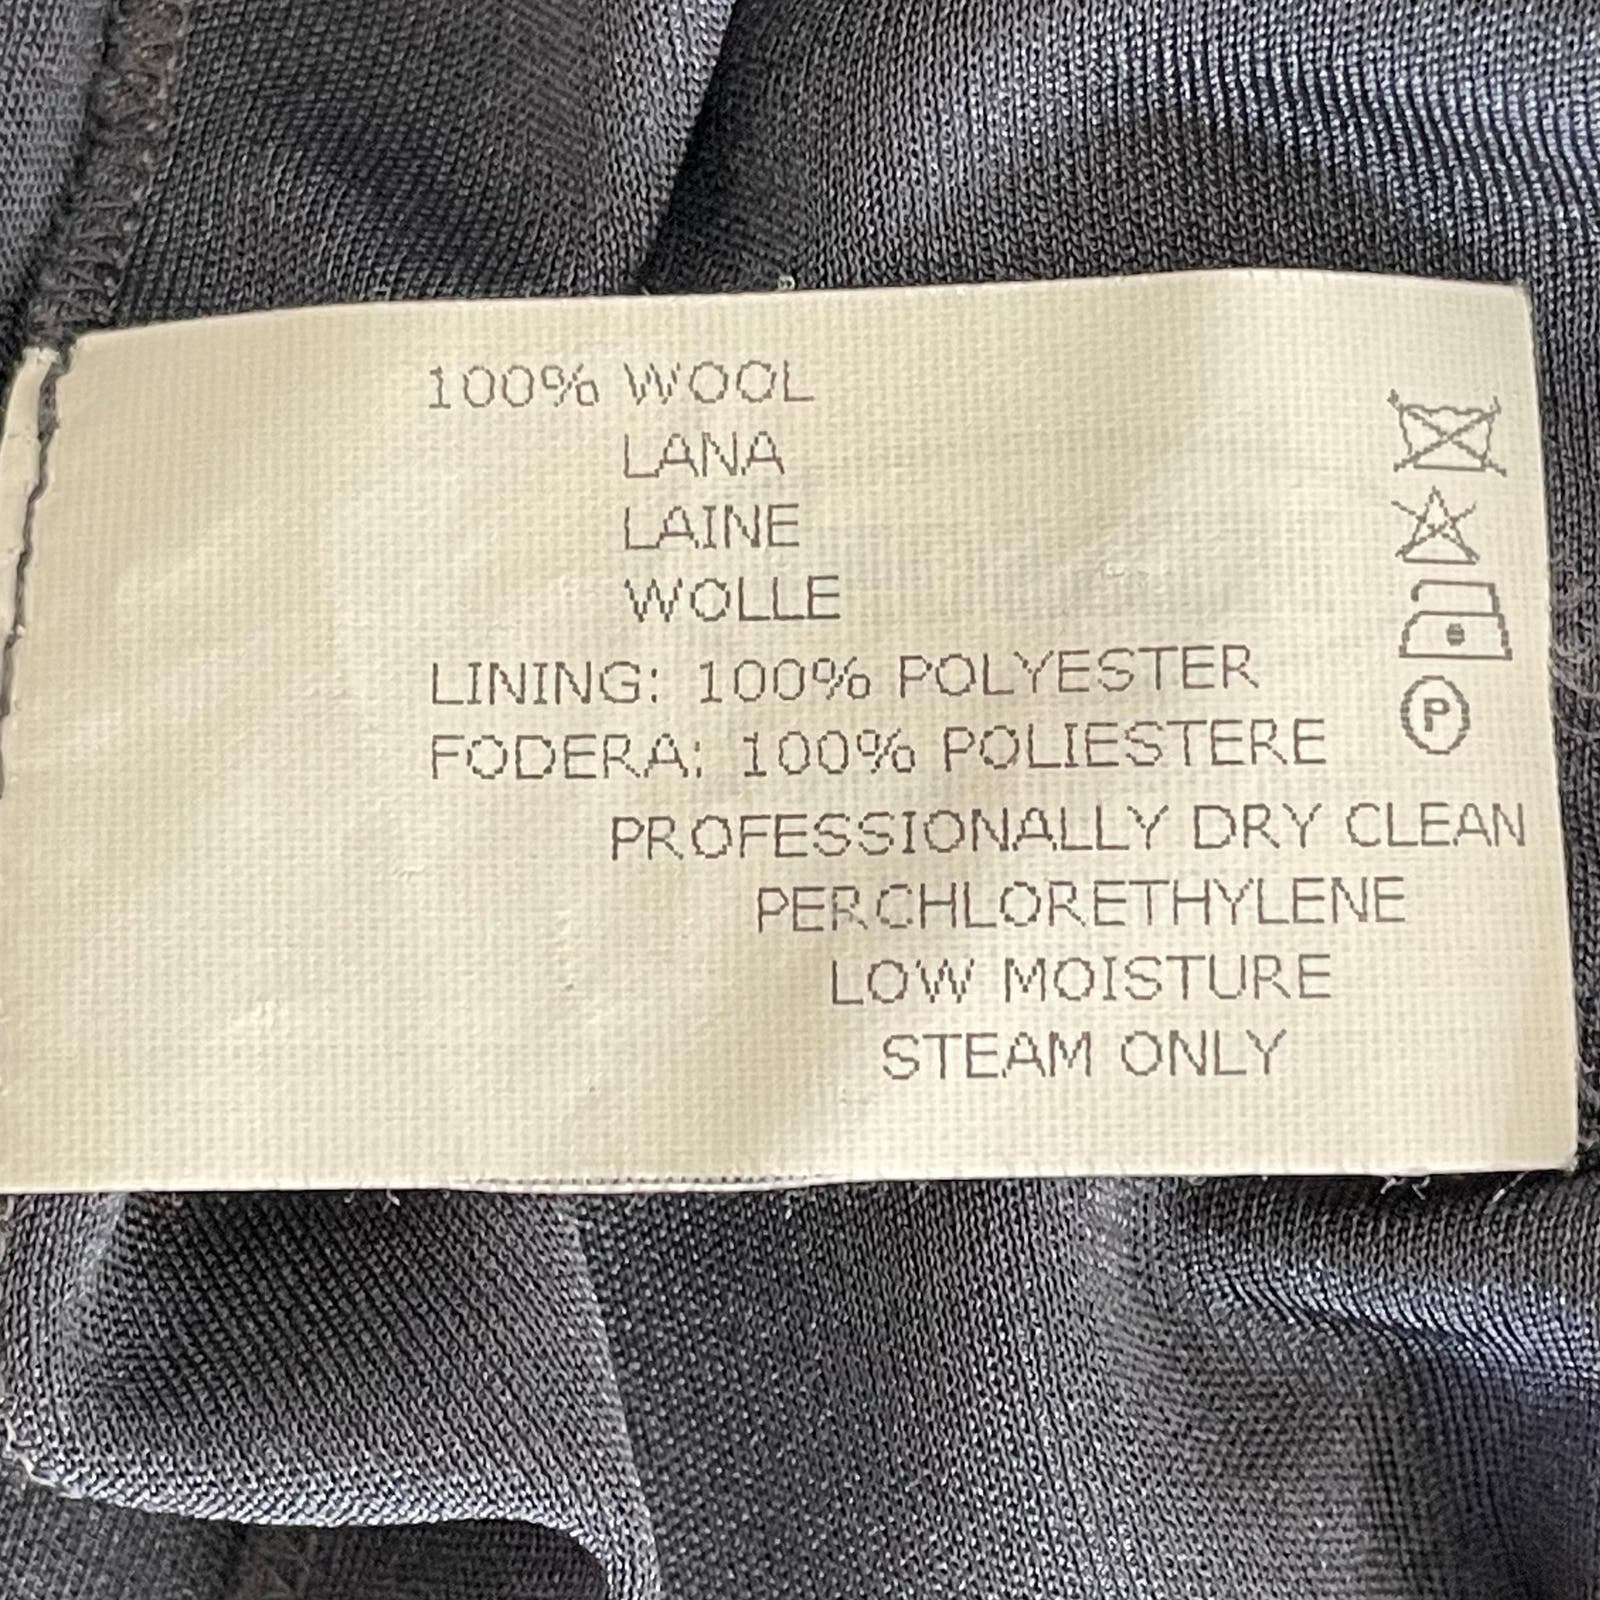 100% WOOL
LANA
LAINE
WOLLE
LINING: 100% POLYESTER
FODERA: 100% POLIESTERE
P
PROFESSIONALLY DRY CLEAN
PERCHLORETHYLENE
LOW MOISTURE
STEAM ONLY